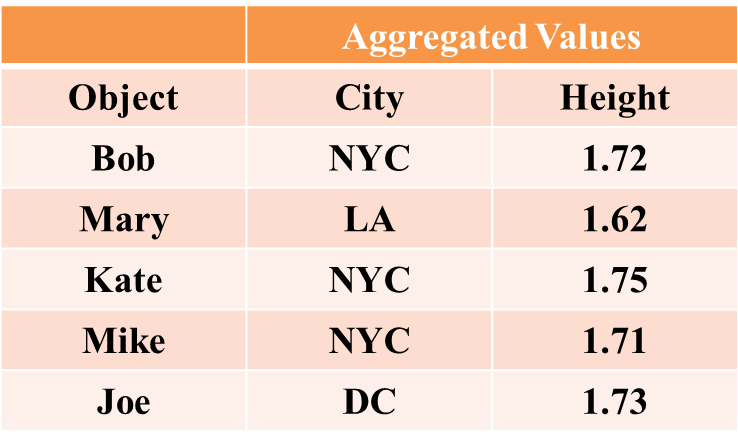 Aggregated Values
Object City Height
Bob NYC 1.72
Mary LA 1.62
Kate NYC 1.75
Mike NYC 1.71
Joe DC 1.73